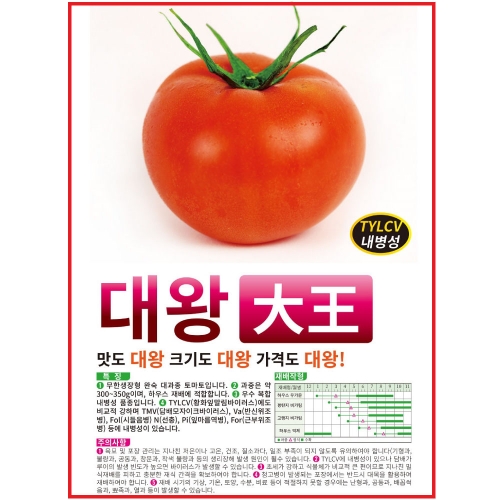 TYLCV
내병성
대왕 大王
맛도 대왕 크기도 대왕 가격도 대왕!
특 징
❶ 무한생장형 완숙 대과종 토마토입니다. ❷ 과중은 약
300~350g이며, 하우스 재배에 적합합니다. ❸ 우수 복합
내병성 품종입니다. ❹ TYLCV(황화잎말림바이러스)에도
비교적 강하며 TMV(담배모자이크바이러스), Va(반신위조
병), Fol(시들음병) N(선충), Pi(잎마름역병), For(근부위조
병) 등에 내병성이 있습니다.
재배작형
주의사항
❶ 육묘 및 포장 관리는 지나친 저온이나 고온, 건조, 질소과다, 일조 부족이 되지 않도록 유의하여야 합니다(기형과,
불량과, 공동과, 창문과, 착색 불량과 등의 생리장해 발생 원인이 될수 있습니다. ❷ TYLCV에 내병성이 있으나 담배가
루이의 발생 빈도가 높으면 바이러스가 발생할 수 있습니다. ❸ 초세가 강하고 식물체가 비교적 큰 편이므로 지나친 밀
식재배를 피하고 충분한 재식 간격을 확보하여야 합니다. ❹ 청고병이 발생하는 포장에서는 반드시 대목을 활용하여
재배하여야 합니다. ❺ 재배 시기의 기상, 기온, 토양, 수분, 비료 등이 적절하지 못할 경우에는 난형과, 공동과, 배꼽썩
음과, 뾰족과, 열과 등이 발생할 수 있습니다.